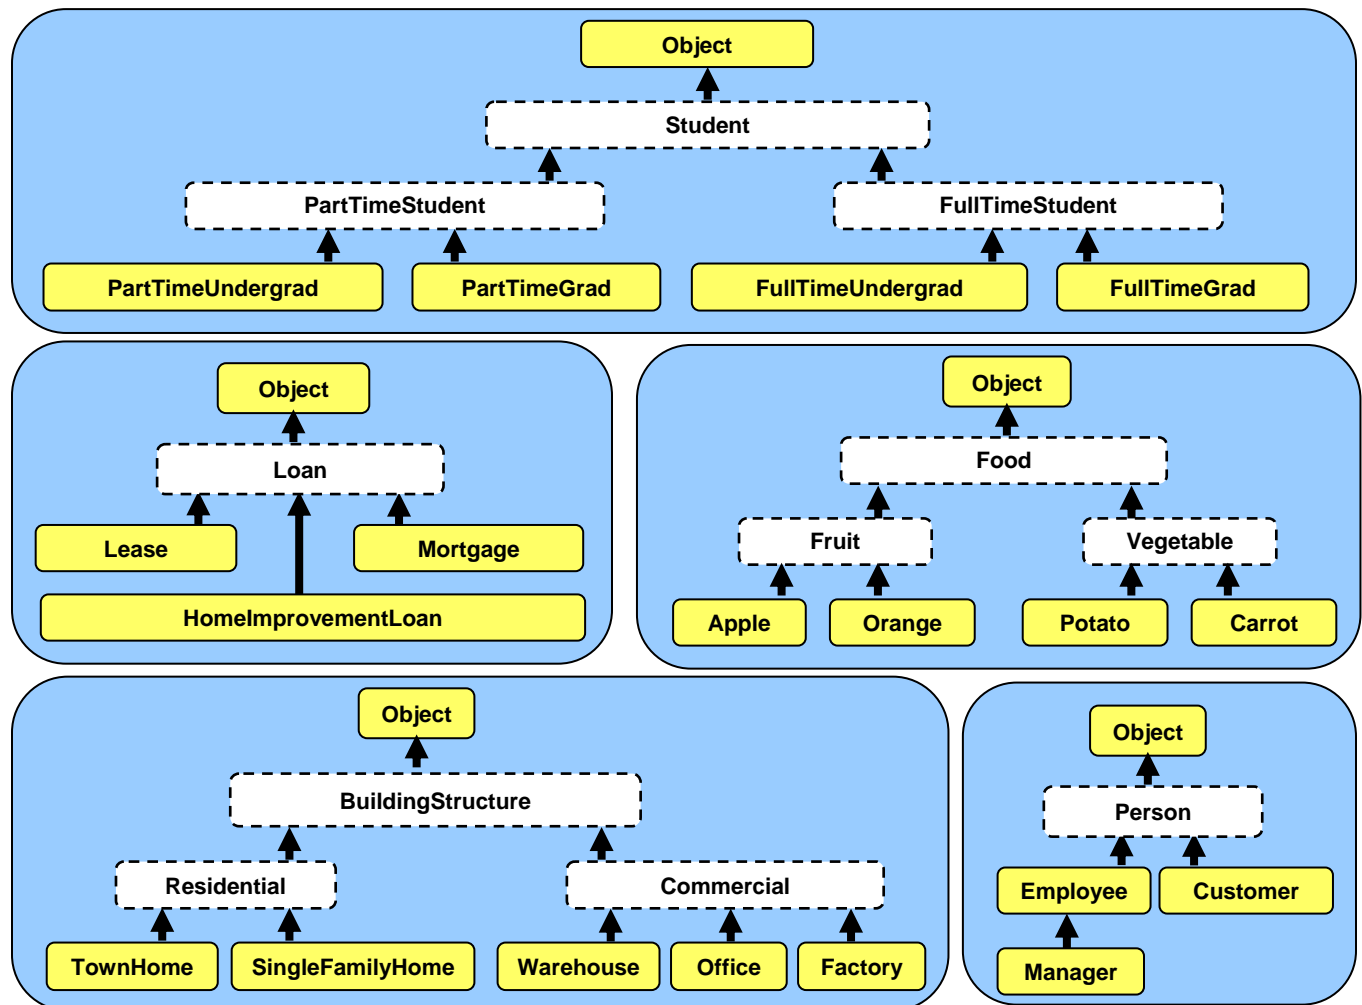 Object
Student
PartTimeStudent
FullTimeStudent
PartTimeUndergrad
PartTimeGrad
FullTimeUndergrad
FullTimeGrad
Object
Loan
Lease
Mortgage
HomeImprovementLoan
Object
Food
Fruit
Vegetable
Apple
Orange
Potato
Carrot
Object
BuildingStructure
Residential
Commercial
TownHome
SingleFamilyHome
Warehouse
Office
Factory
Object
Person
Employee
Customer
Manager